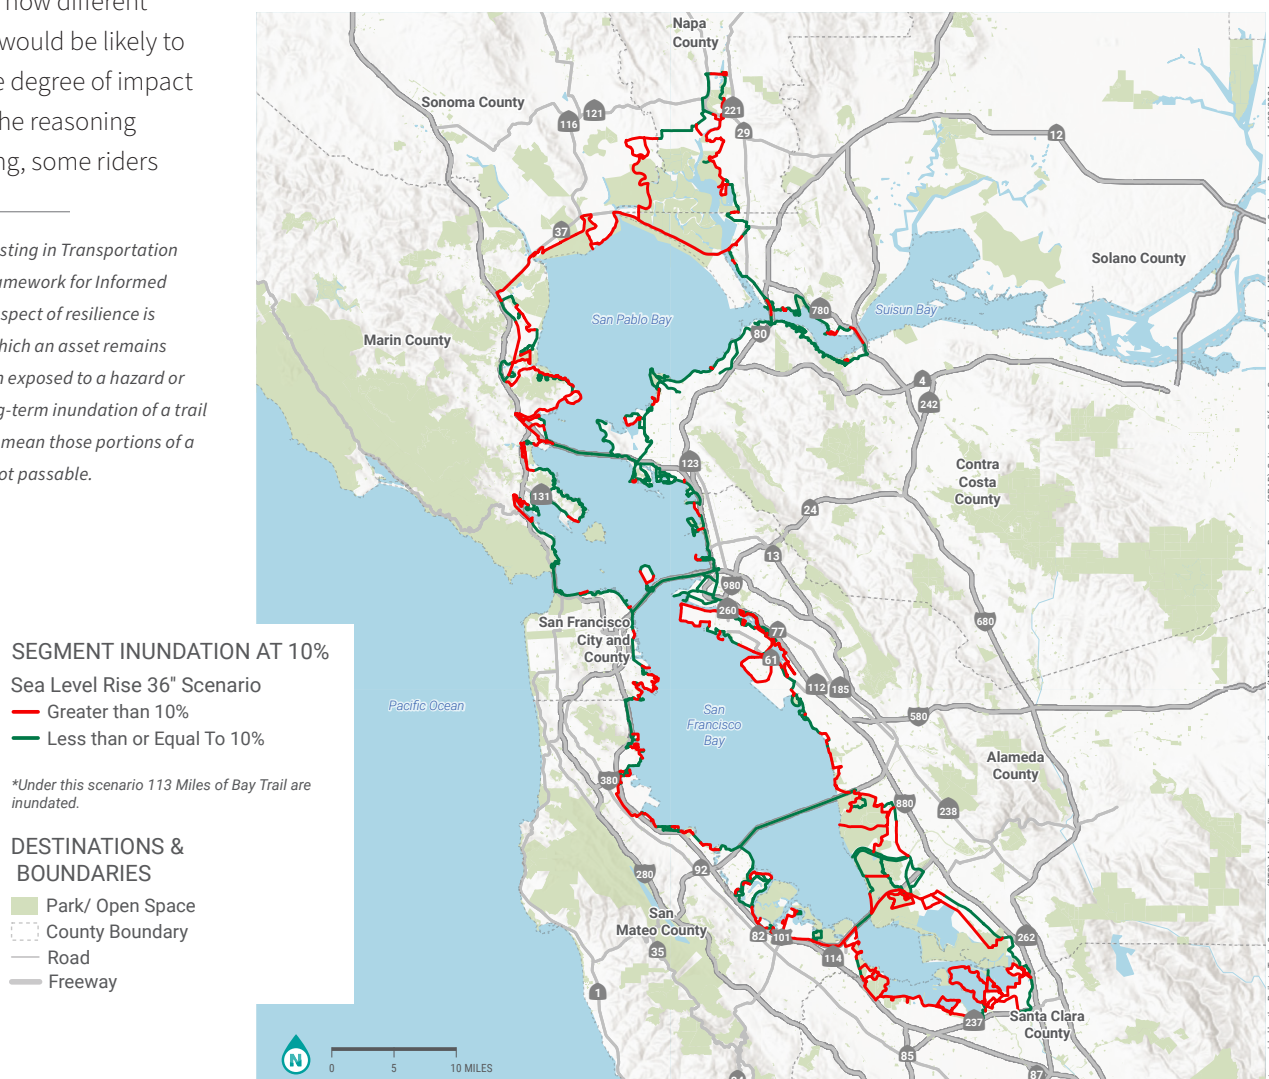 how different
would be likely to
e degree of impact
he reasoning
ng, some riders
sting in Transportation
amework for Informed
spect of resilience is
hich an asset remains
n exposed to a hazard or
g-term inundation of a trail
mean those portions of a
ot passable.
SEGMENT INUNDATION AT 10%
Sea Level Rise 36" Scenario
Greater than 10%
Less than or Equal To 10%
*Under this scenario 113 Miles of Bay Trail are
inundated.
DESTINATIONS &
BOUNDARIES
Park/ Open Space
County Boundary
Road
Freeway
Napa
County
Sonoma County
121
116
221
29
12
37
Solano County
San Pablo Bay
780
Suisun Bay
80
Marin County
4
242
123
Contra
Costa
County
131
24
13
980
260
San Francisco
City and
County
77
61
680
112
185
Pacific Ocean
San
Francisco
Bay
580
Alameda
County
380
880
238
280
92
San
Mateo County
82
101
262
35
114
1
237
Santa Clara
County
85
87
N
0
5
10 MILES